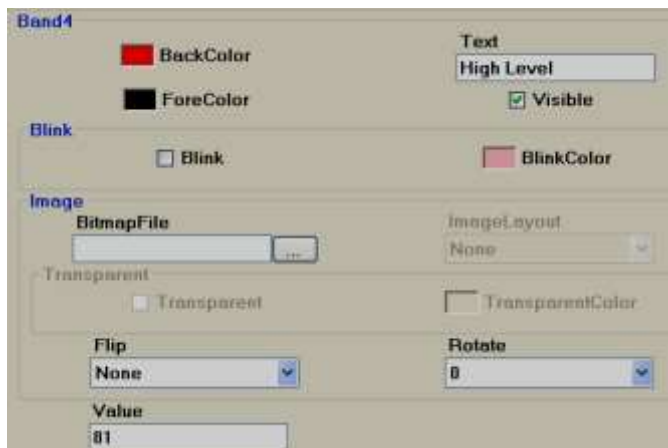 Band4
BackColor
Text
High Level
ForeColor
Visible
Blink
Blink
BlinkColor
Image
BitmapFile
ImageLayout
...
None
Transparent
Transparent
TransparentColor
Flip
Rotate
None
0
Value
81